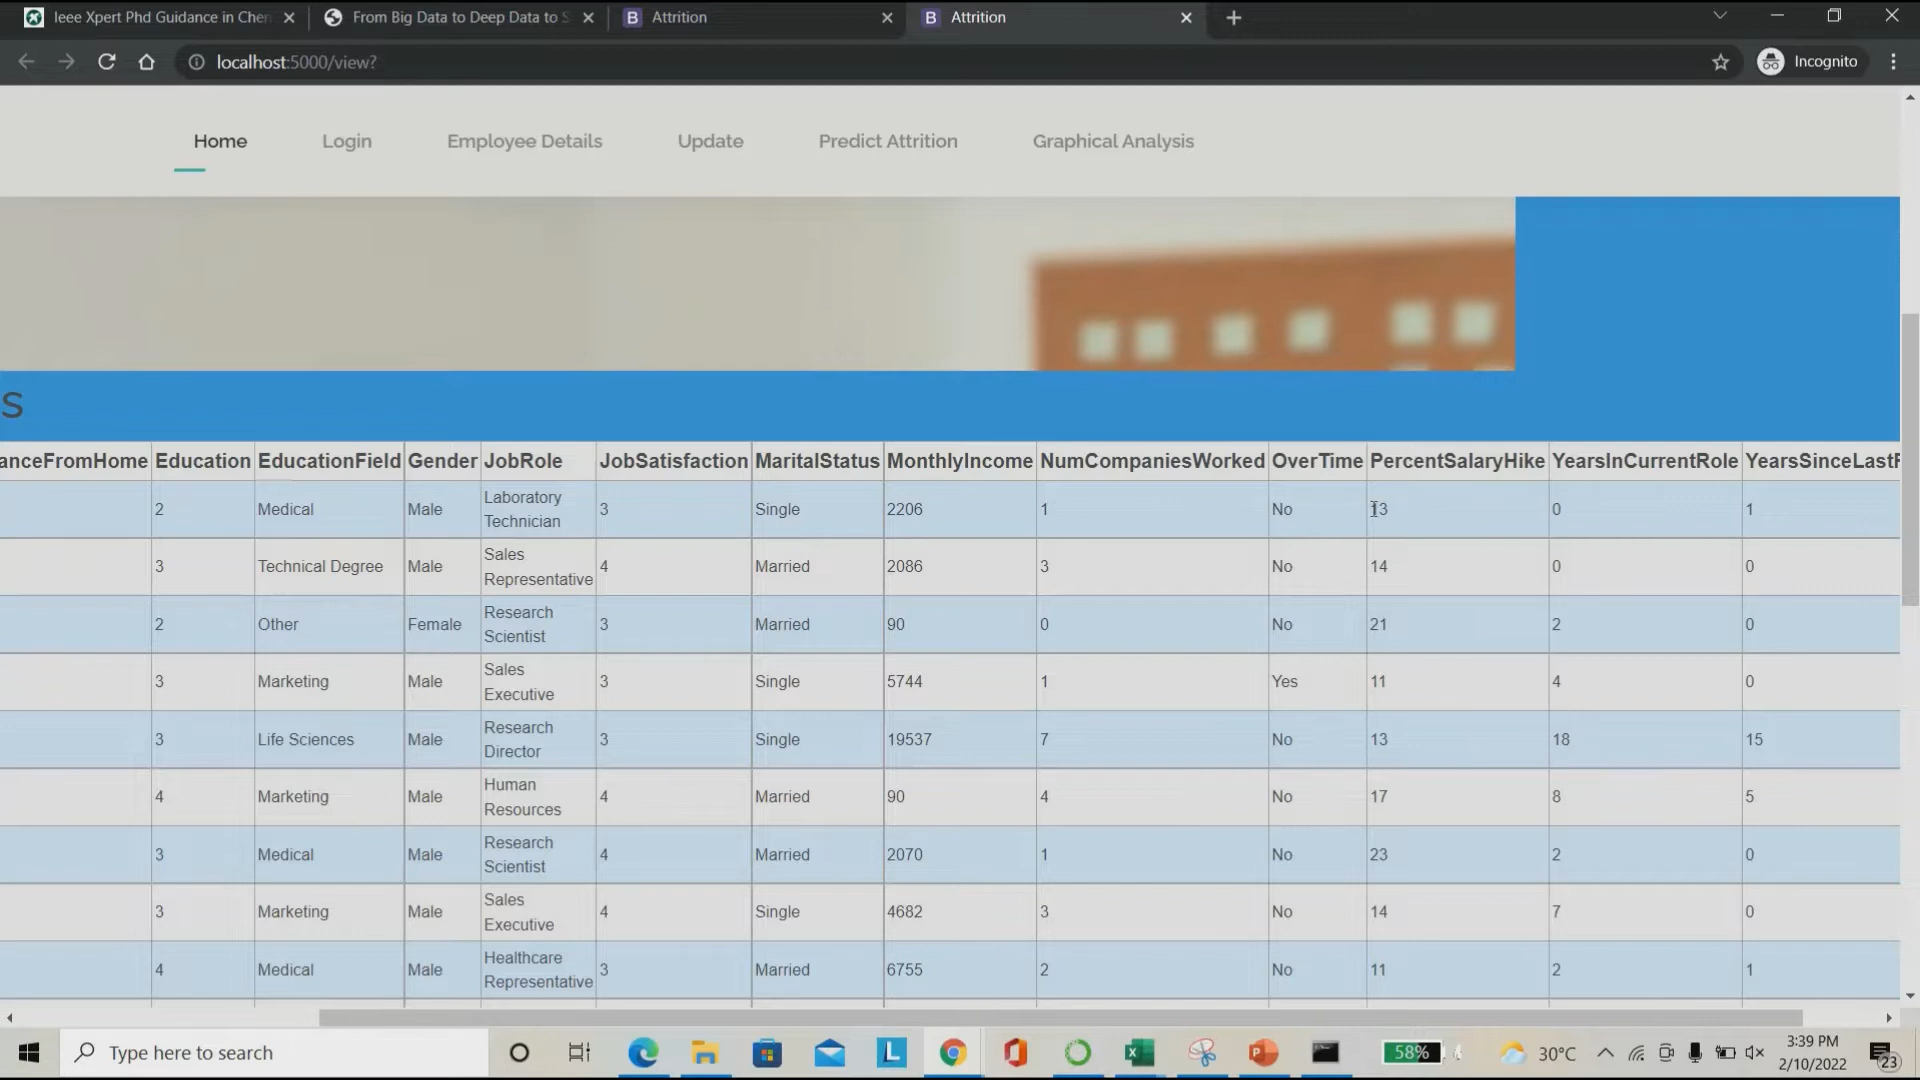 Ieee Xpert Phd Guidance in Chen
From Big Data to Deep Data to S
Attrition
Attrition
localhost:5000/view?
Incognito
Home Login Employee Details Update Predict Attrition Graphical Analysis
s
anceFromHome Education EducationField Gender JobRole JobSatisfaction MaritalStatus MonthlyIncome NumCompaniesWorked OverTime PercentSalaryHike YearsInCurrentRole YearsSinceLastP
2 Medical Male Laboratory Technician 3 Single 2206 1 No 13 0 1
3 Technical Degree Male Sales Representative 4 Married 2086 3 No 14 0 0
2 Other Female Research Scientist 3 Married 90 0 No 21 2 0
3 Marketing Male Sales Executive 3 Single 5744 1 Yes 11 4 0
3 Life Sciences Male Research Director 3 Single 19537 7 No 13 18 15
4 Marketing Male Human Resources 4 Married 90 4 No 17 8 5
3 Medical Male Research Scientist 4 Married 2070 1 No 23 2 0
3 Marketing Male Sales Executive 4 Single 4682 3 No 14 7 0
4 Medical Male Healthcare Representative 3 Married 6755 2 No 11 2 1
Type here to search
58%
30°C
3:39 PM
2/10/2022
23